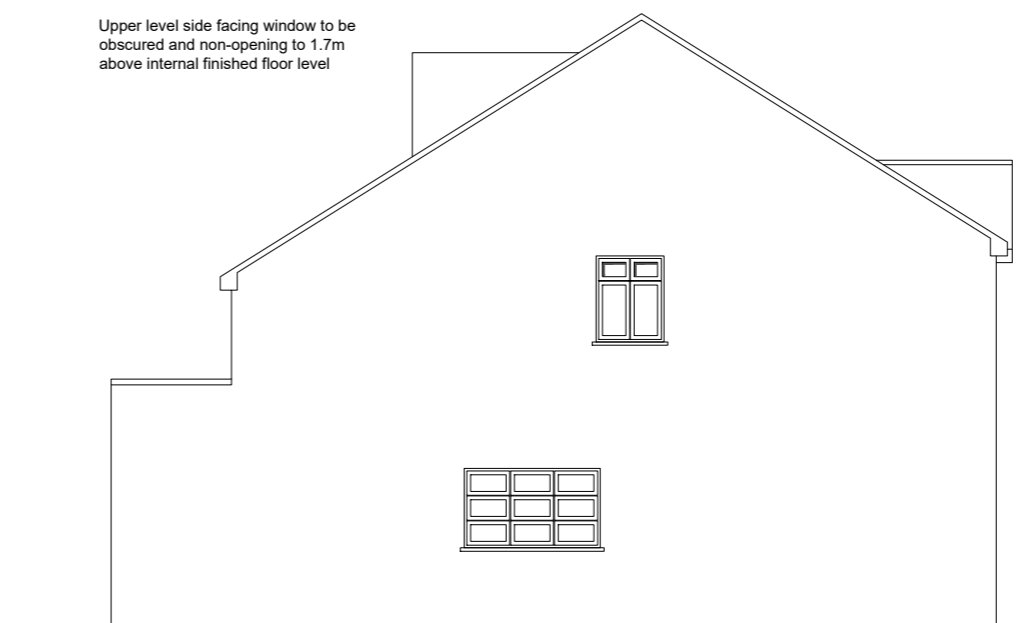 Upper level side facing window to be
obscured and non-opening to 1.7m
above internal finished floor level